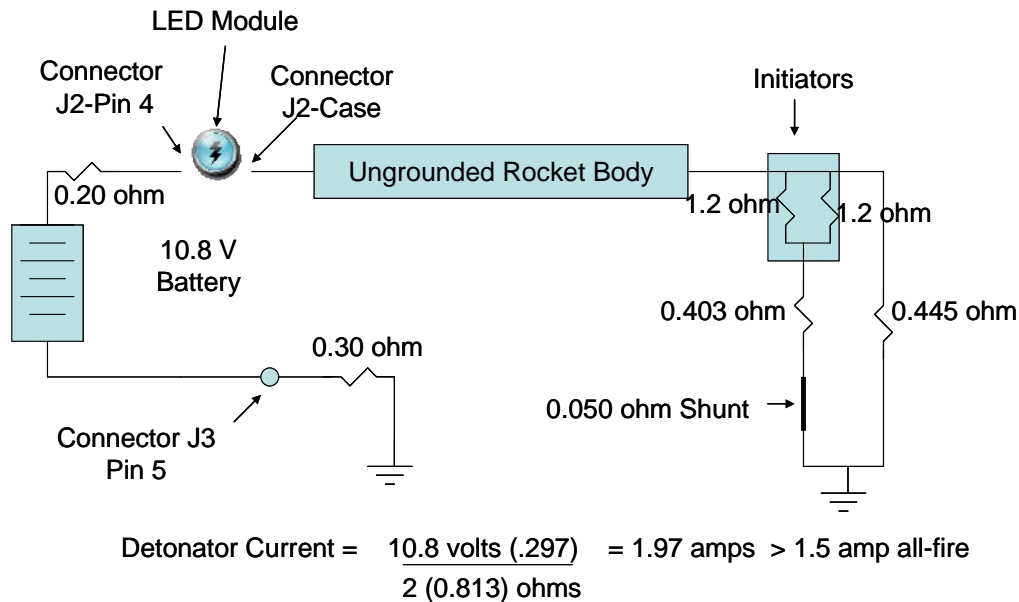 LED Module
Connector
J2-Pin 4
Connector
J2-Case
Initiators
Ungrounded Rocket Body
0.20 ohm
1.2 ohm
1.2 ohm
10.8 V
Battery
0.403 ohm
0.445 ohm
0.30 ohm
0.050 ohm Shunt
Connector J3
Pin 5
Detonator Current = 10.8 volts (.297) = 1.97 amps > 1.5 amp all-fire
2 (0.813) ohms